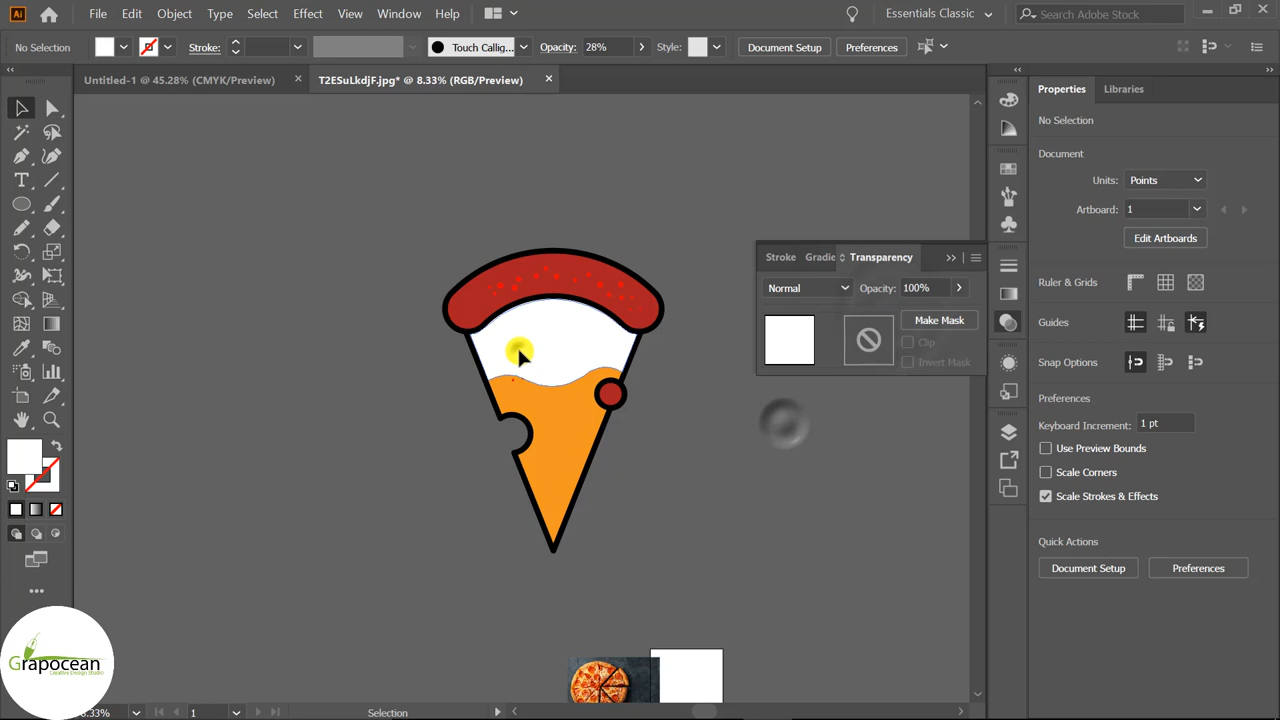 File Edit Object Type Select Effect View Window Help
Essentials Classic
Search Adobe Stock
No Selection
Stroke:
Touch Callig...
Opacity: 28%
Style:
Document Setup
Preferences
Untitled-1 @ 45.28% (CMYK/Preview)
T2ESuLkdjF.jpg* @ 8.33% (RGB/Preview)
Properties
Libraries
No Selection
Document
Units: Points
Artboard: 1
Edit Artboards
Ruler & Grids
Guides
Snap Options
Preferences
Keyboard Increment: 1 pt
Use Preview Bounds
Scale Corners
Scale Strokes & Effects
Quick Actions
Document Setup
Preferences
Stroke
Gradie
Transparency
Normal
Opacity: 100%
Make Mask
Clip
Invert Mask
Grapocean
Creative Design Studio
8.33%
1
Selection